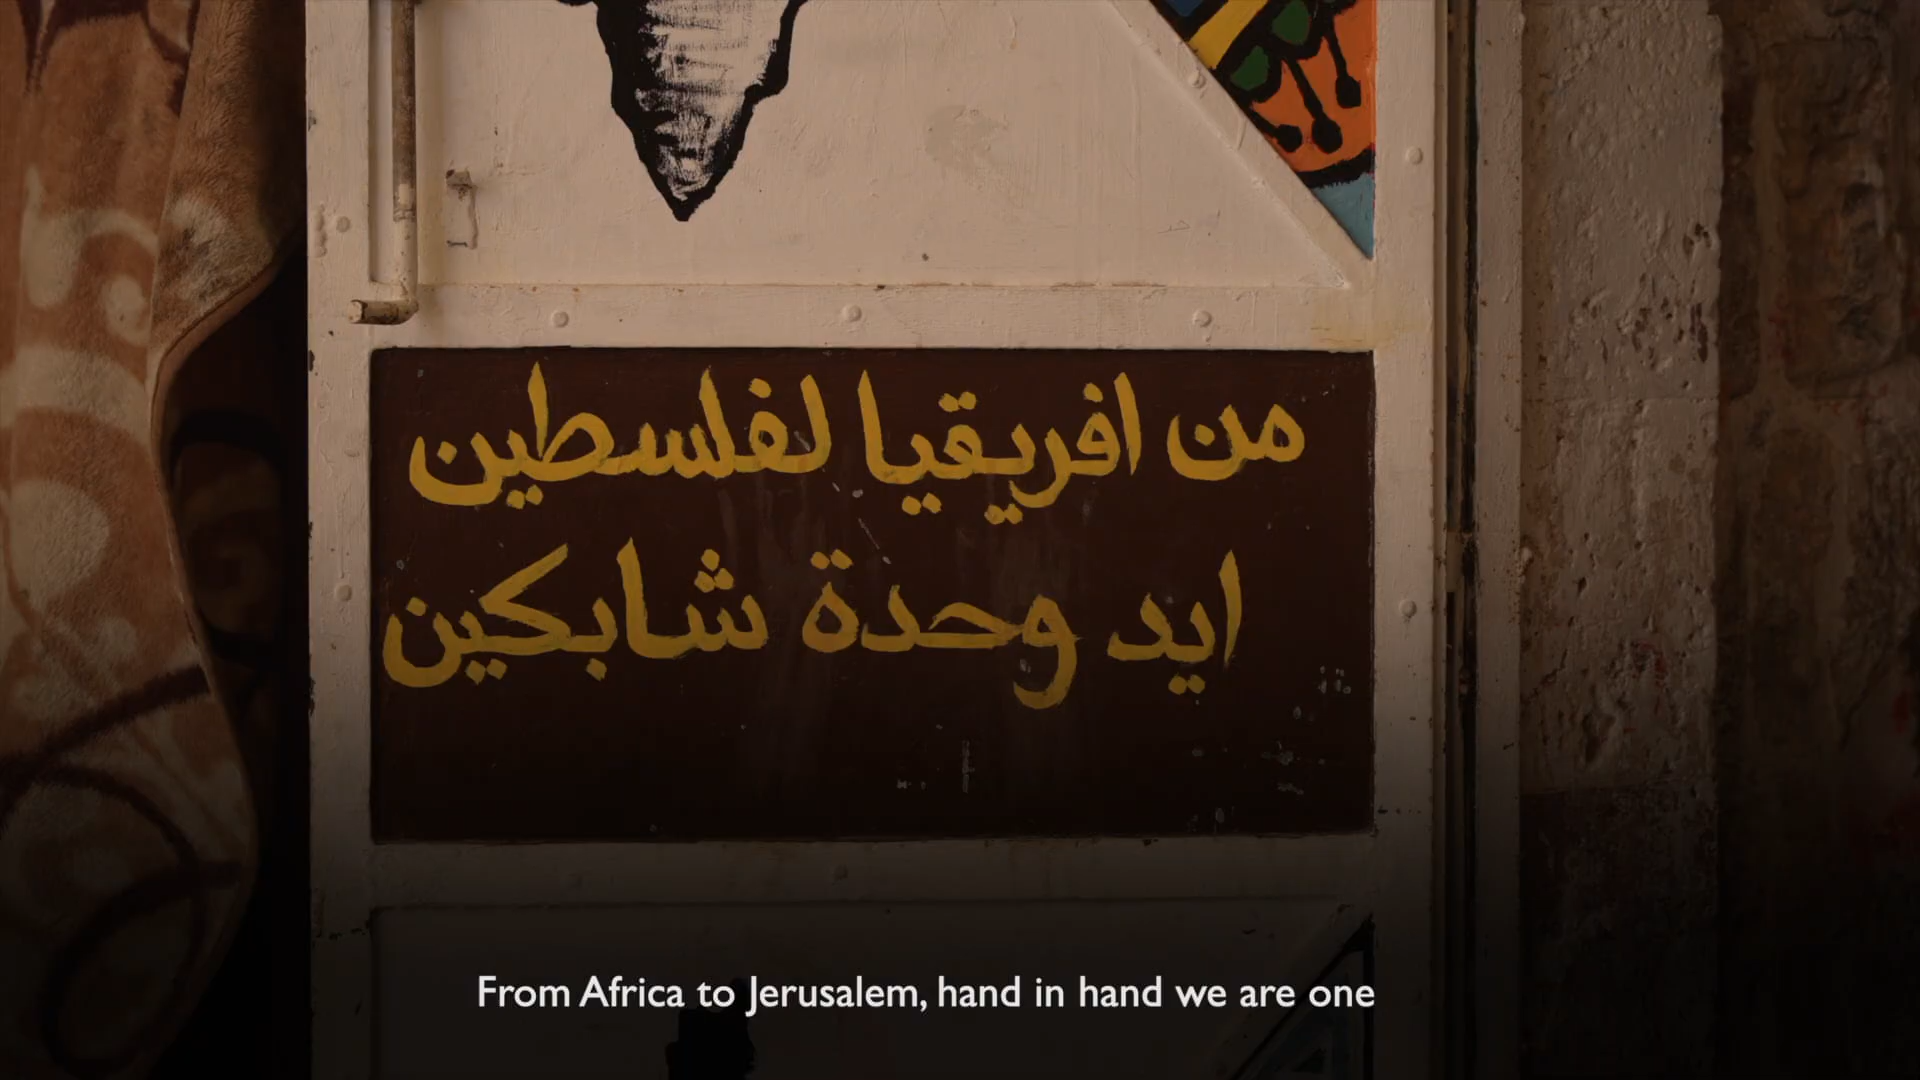 من افريقيا لفلسطين
ايد وحدة شابكين
From Africa to Jerusalem, hand in hand we are one